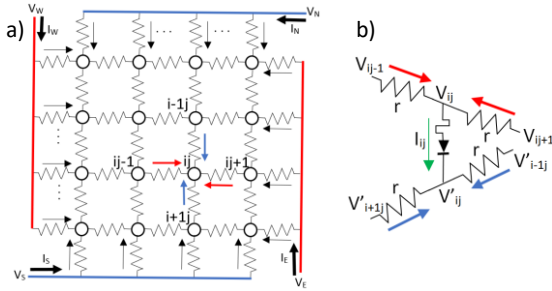 a)
V_W
I_W
V_N
I_N
...
...
i-1j
ij-1
ij
ij+1
i+1j
...
...
V_S
I_S
I_E
V_E
b)
V_ij-1
V_ij
r
r
V_ij+1
I_ij
V'_i-1j
r
r
V'_i+1j
V'_ij